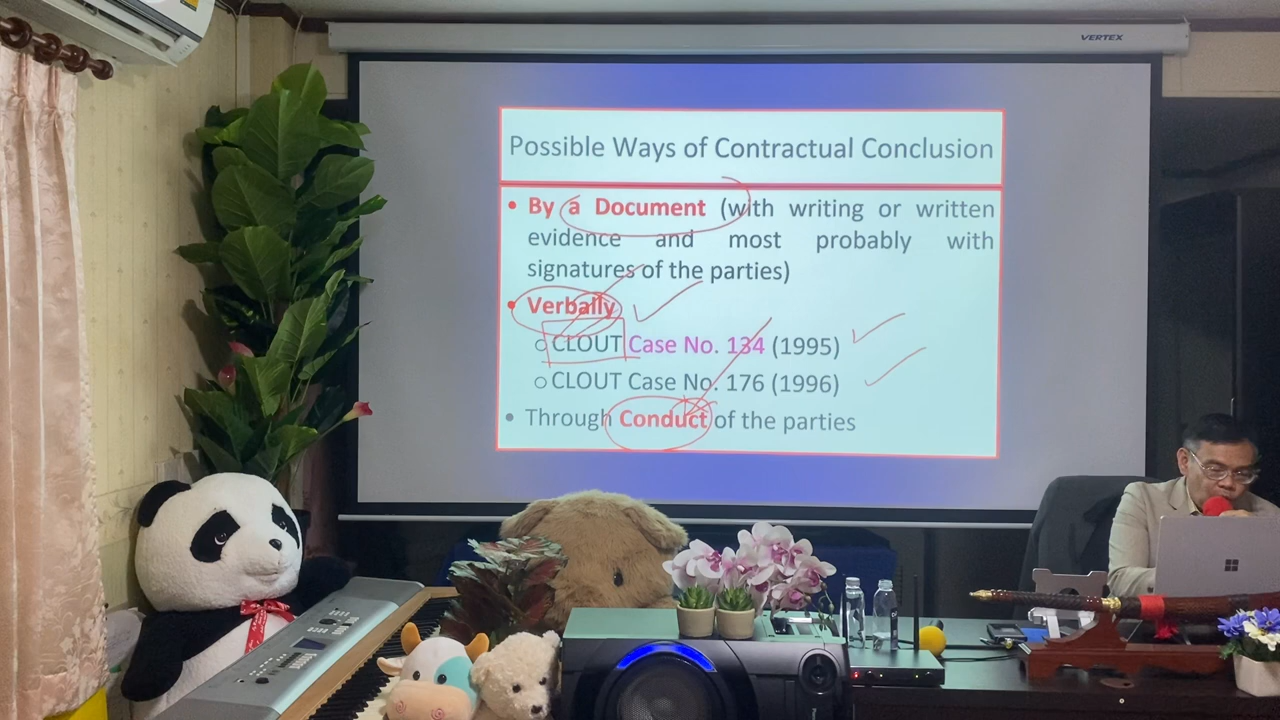 VERTEX
Possible Ways of Contractual Conclusion
• By a Document (with writing or written
evidence and most probably with
signatures of the parties)
• Verbally
○ CLOUT Case No. 134 (1995)
○ CLOUT Case No. 176 (1996)
• Through Conduct of the parties